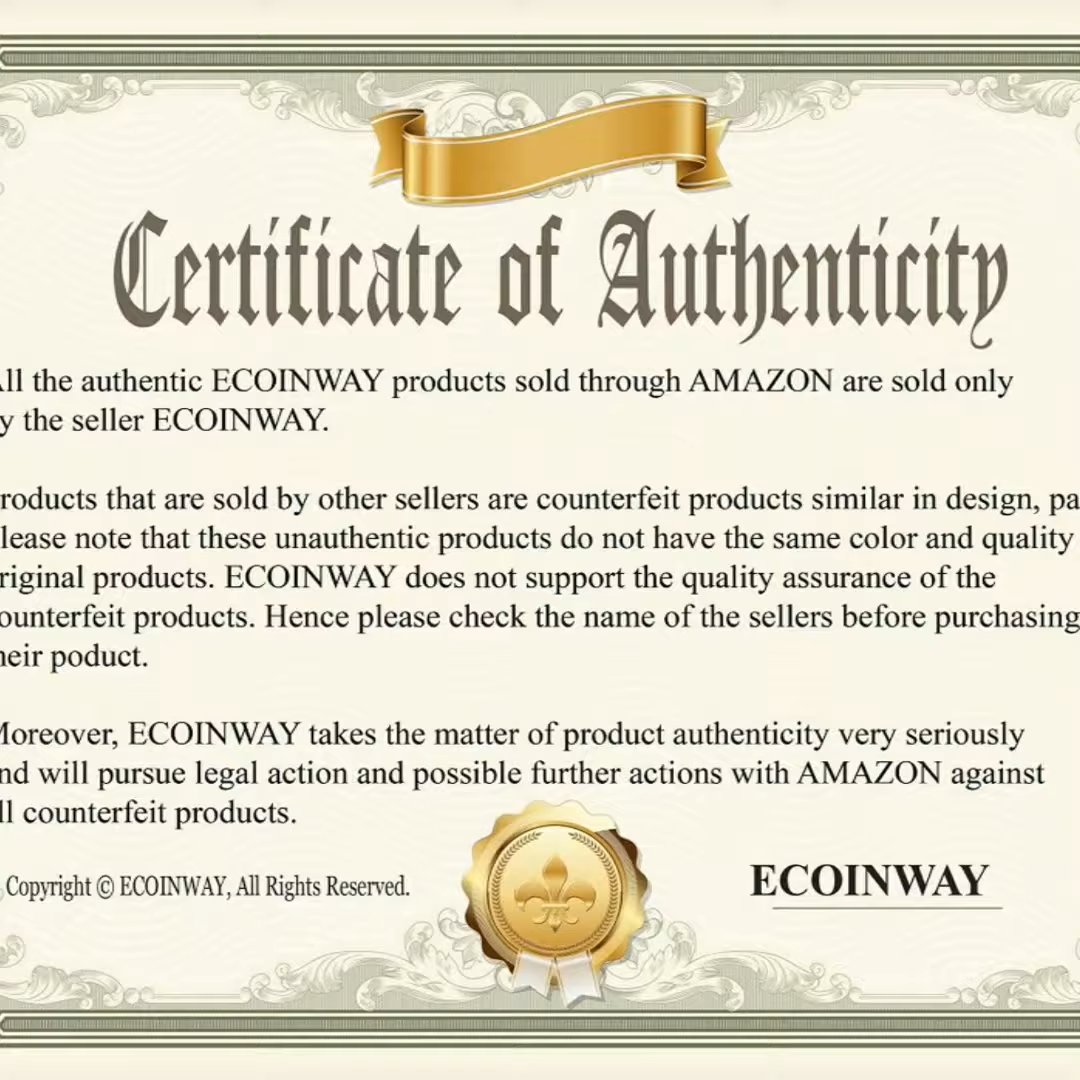 Certificate of Authenticity
ll the authentic ECOINWAY products sold through AMAZON are sold only
y the seller ECOINWAY.
roducts that are sold by other sellers are counterfeit products similar in design, pa
lease note that these unauthentic products do not have the same color and quality
riginal products. ECOINWAY does not support the quality assurance of the
ounterfeit products. Hence please check the name of the sellers before purchasing
heir poduct.
Moreover, ECOINWAY takes the matter of product authenticity very seriously
nd will pursue legal action and possible further actions with AMAZON against
ll counterfeit products.
Copyright © ECOINWAY, All Rights Reserved.
ECOINWAY